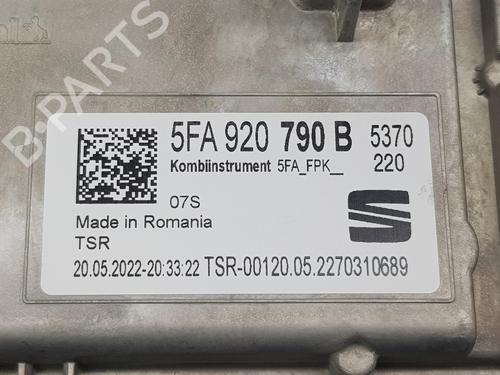 B-PARTS
5FA 920 790 B 5370
Kombiinstrument 5FA_FPK__ 220
07S
Made in Romania
TSR
20.05.2022-20:33:22 TSR-00120.05.2270310689